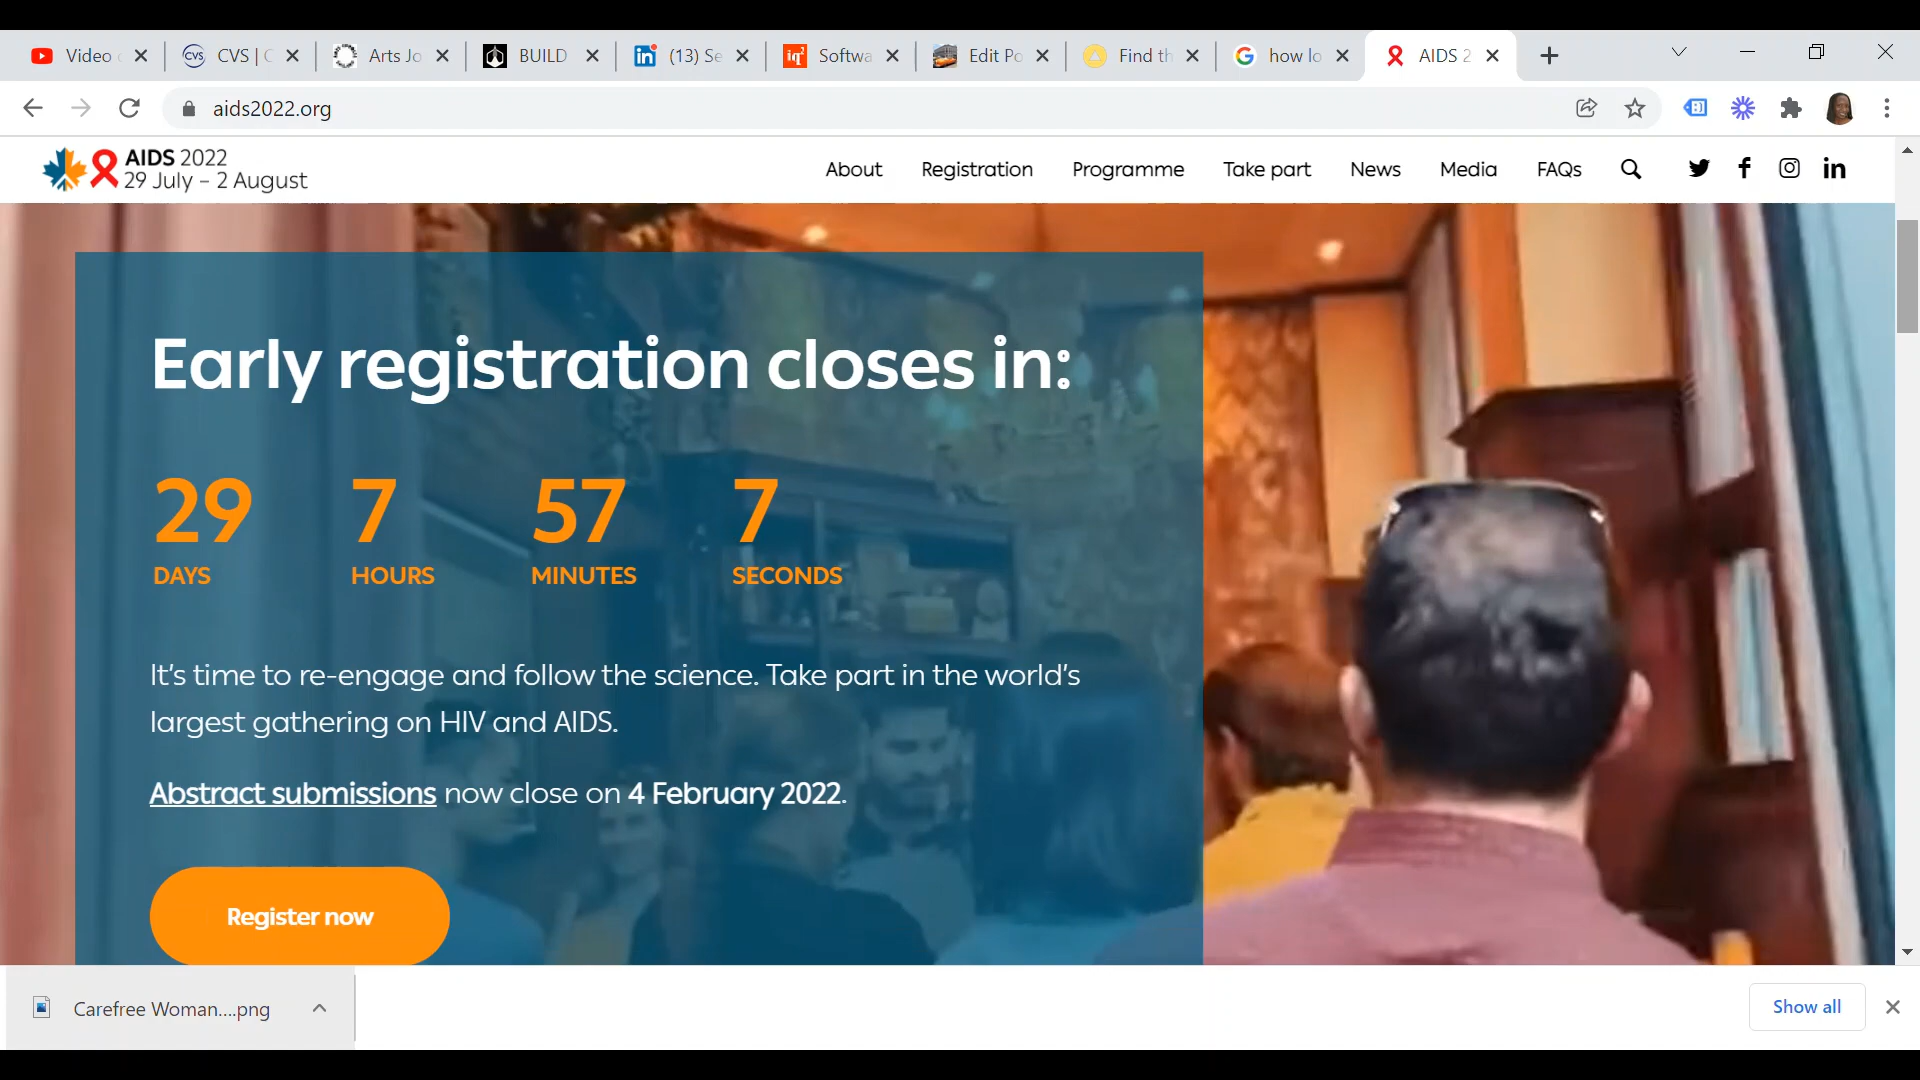 Video
CVS | C
Arts Jo
BUILD
(13) Se
Softwa
Edit Po
Find th
how lo
AIDS 2
aids2022.org
AIDS 2022
29 July – 2 August
About
Registration
Programme
Take part
News
Media
FAQs
Early registration closes in:
29 7 57 7
DAYS HOURS MINUTES SECONDS
It's time to re-engage and follow the science. Take part in the world's
largest gathering on HIV and AIDS.
Abstract submissions now close on 4 February 2022.
Register now
Carefree Woman....png
Show all